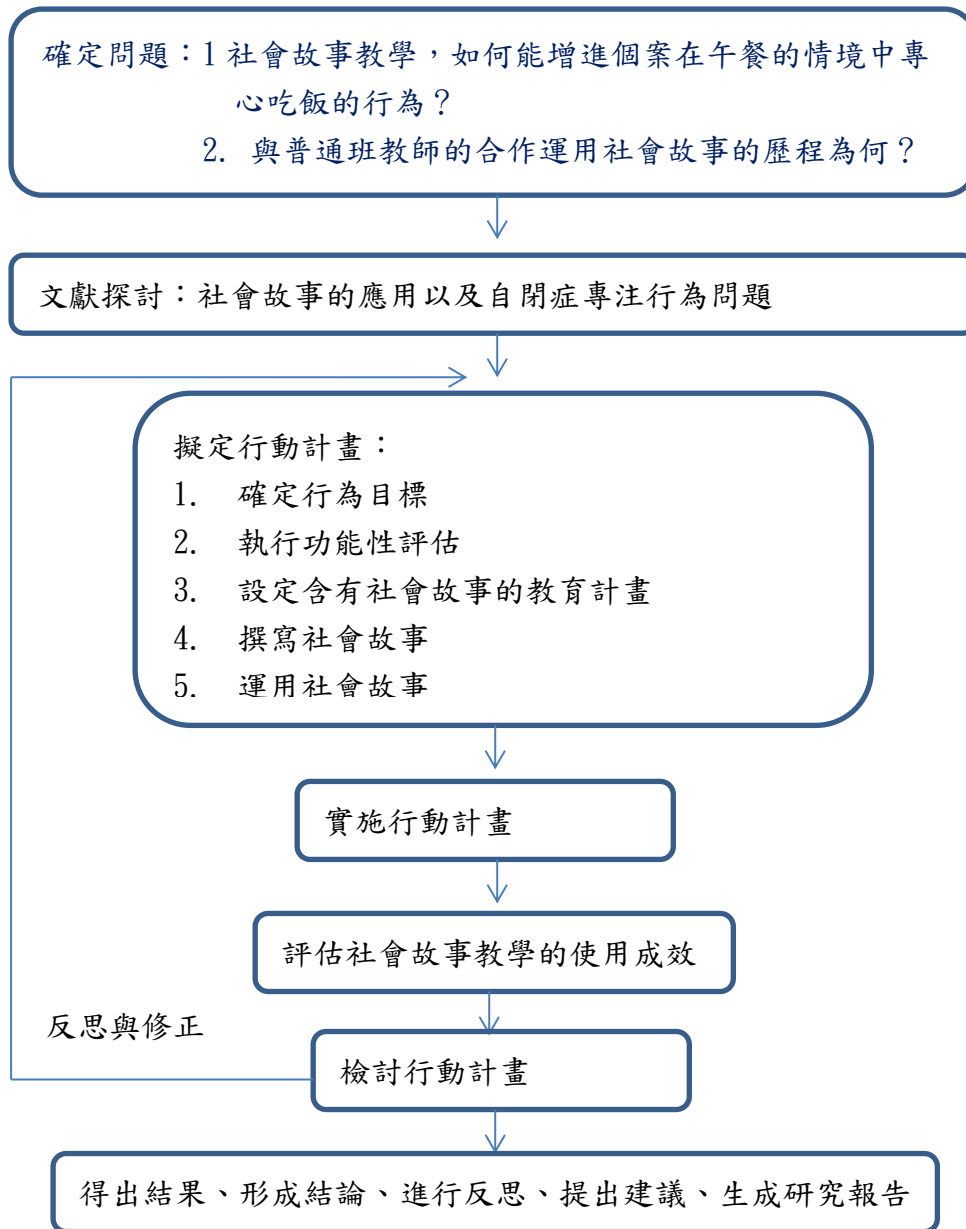 確定問題：1 社會故事教學，如何能增進個案在午餐的情境中專
心吃飯的行為？
2. 與普通班教師的合作運用社會故事的歷程為何？
文獻探討：社會故事的應用以及自閉症專注行為問題
擬定行動計畫：
1. 確定行為目標
2. 執行功能性評估
3. 設定含有社會故事的教育計畫
4. 撰寫社會故事
5. 運用社會故事
實施行動計畫
評估社會故事教學的使用成效
反思與修正
檢討行動計畫
得出結果、形成結論、進行反思、提出建議、生成研究報告